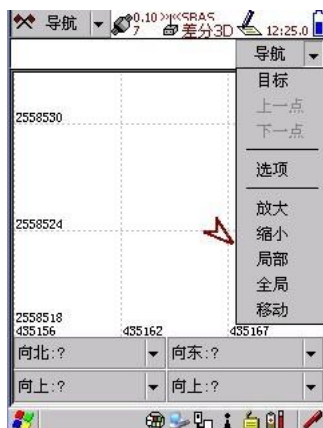 导航 0.10 SBAS
7 差分3D 12:25.0
导航
目标
上一点
下一点
选项
放大
缩小
局部
全局
移动
2558530
2558524
2558518
435156 435162 435167
向北:? 向东:?
向上:? 向上:?